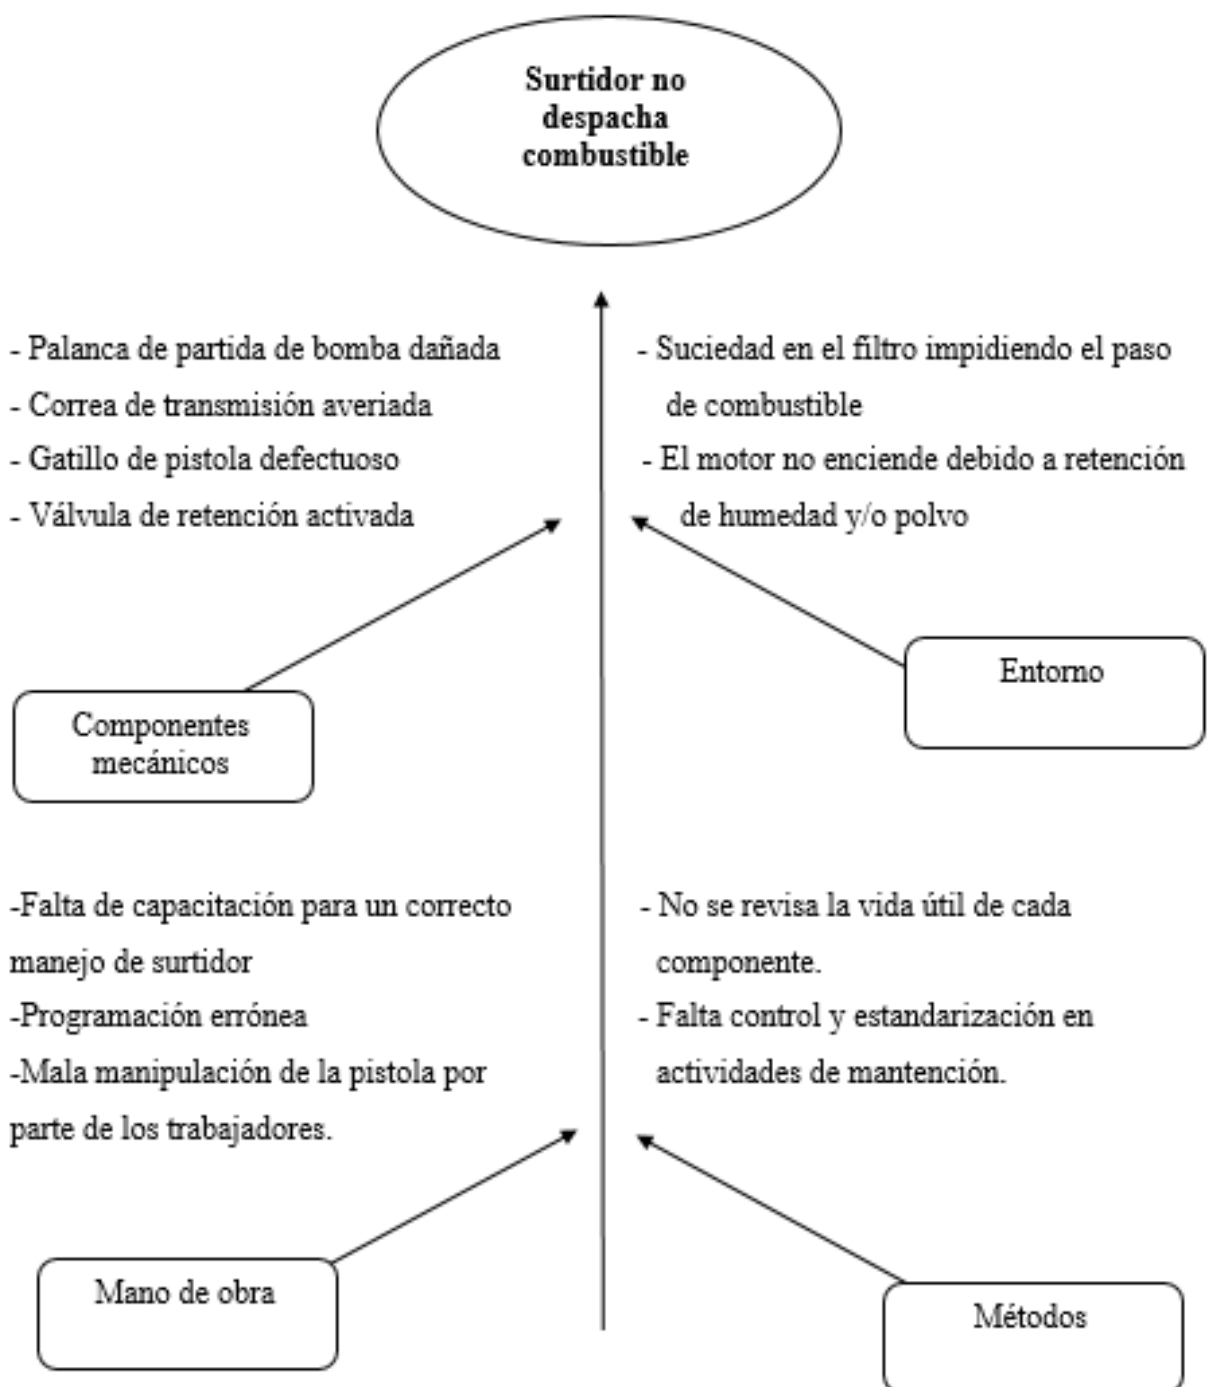 Surtidor no
despacha
combustible
- Palanca de partida de bomba dañada
- Correa de transmisión averiada
- Gatillo de pistola defectuoso
- Válvula de retención activada
- Suciedad en el filtro impidiendo el paso
de combustible
- El motor no enciende debido a retención
de humedad y/o polvo
Componentes
mecánicos
Entorno
-Falta de capacitación para un correcto
manejo de surtidor
-Programación errónea
-Mala manipulación de la pistola por
parte de los trabajadores.
- No se revisa la vida útil de cada
componente.
- Falta control y estandarización en
actividades de mantención.
Mano de obra
Métodos